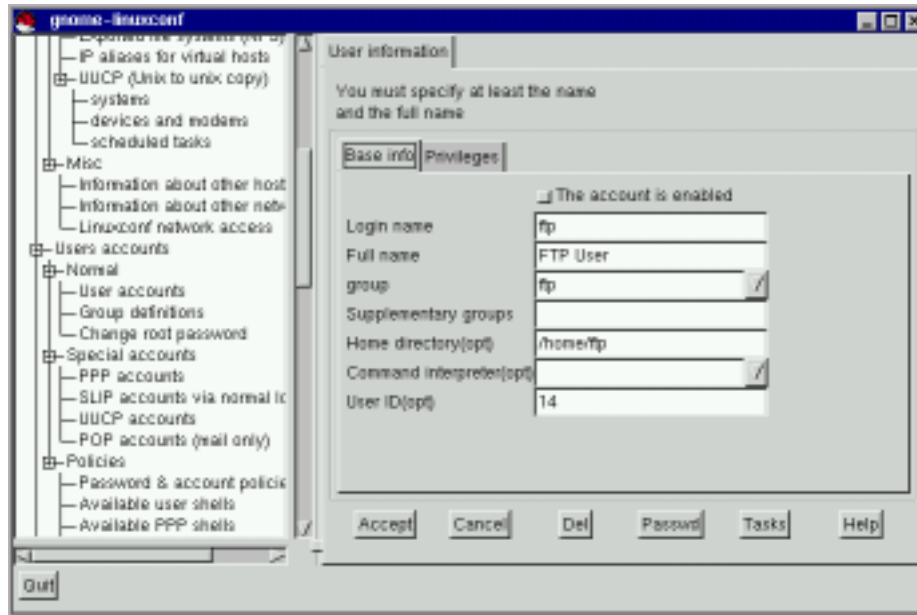 gnome-linuxconf
IP aliases for virtual hosts
UUCP (Unix to unix copy)
systems
devices and modems
scheduled tasks
Misc
Information about other host
Information about other netw
Linuxconf network access
Users accounts
Normal
User accounts
Group definitions
Change root password
Special accounts
PPP accounts
SLIP accounts via normal lo
UUCP accounts
POP accounts (mail only)
Policies
Password & account policie
Available user shells
Available PPP shells
Quit
User information
You must specify at least the name
and the full name
Base info Privileges
The account is enabled
Login name ftp
Full name FTP User
group ftp
Supplementary groups
Home directory(opt) /home/ftp
Command interpreter(opt)
User ID(opt) 14
Accept Cancel Del Passwd Tasks Help